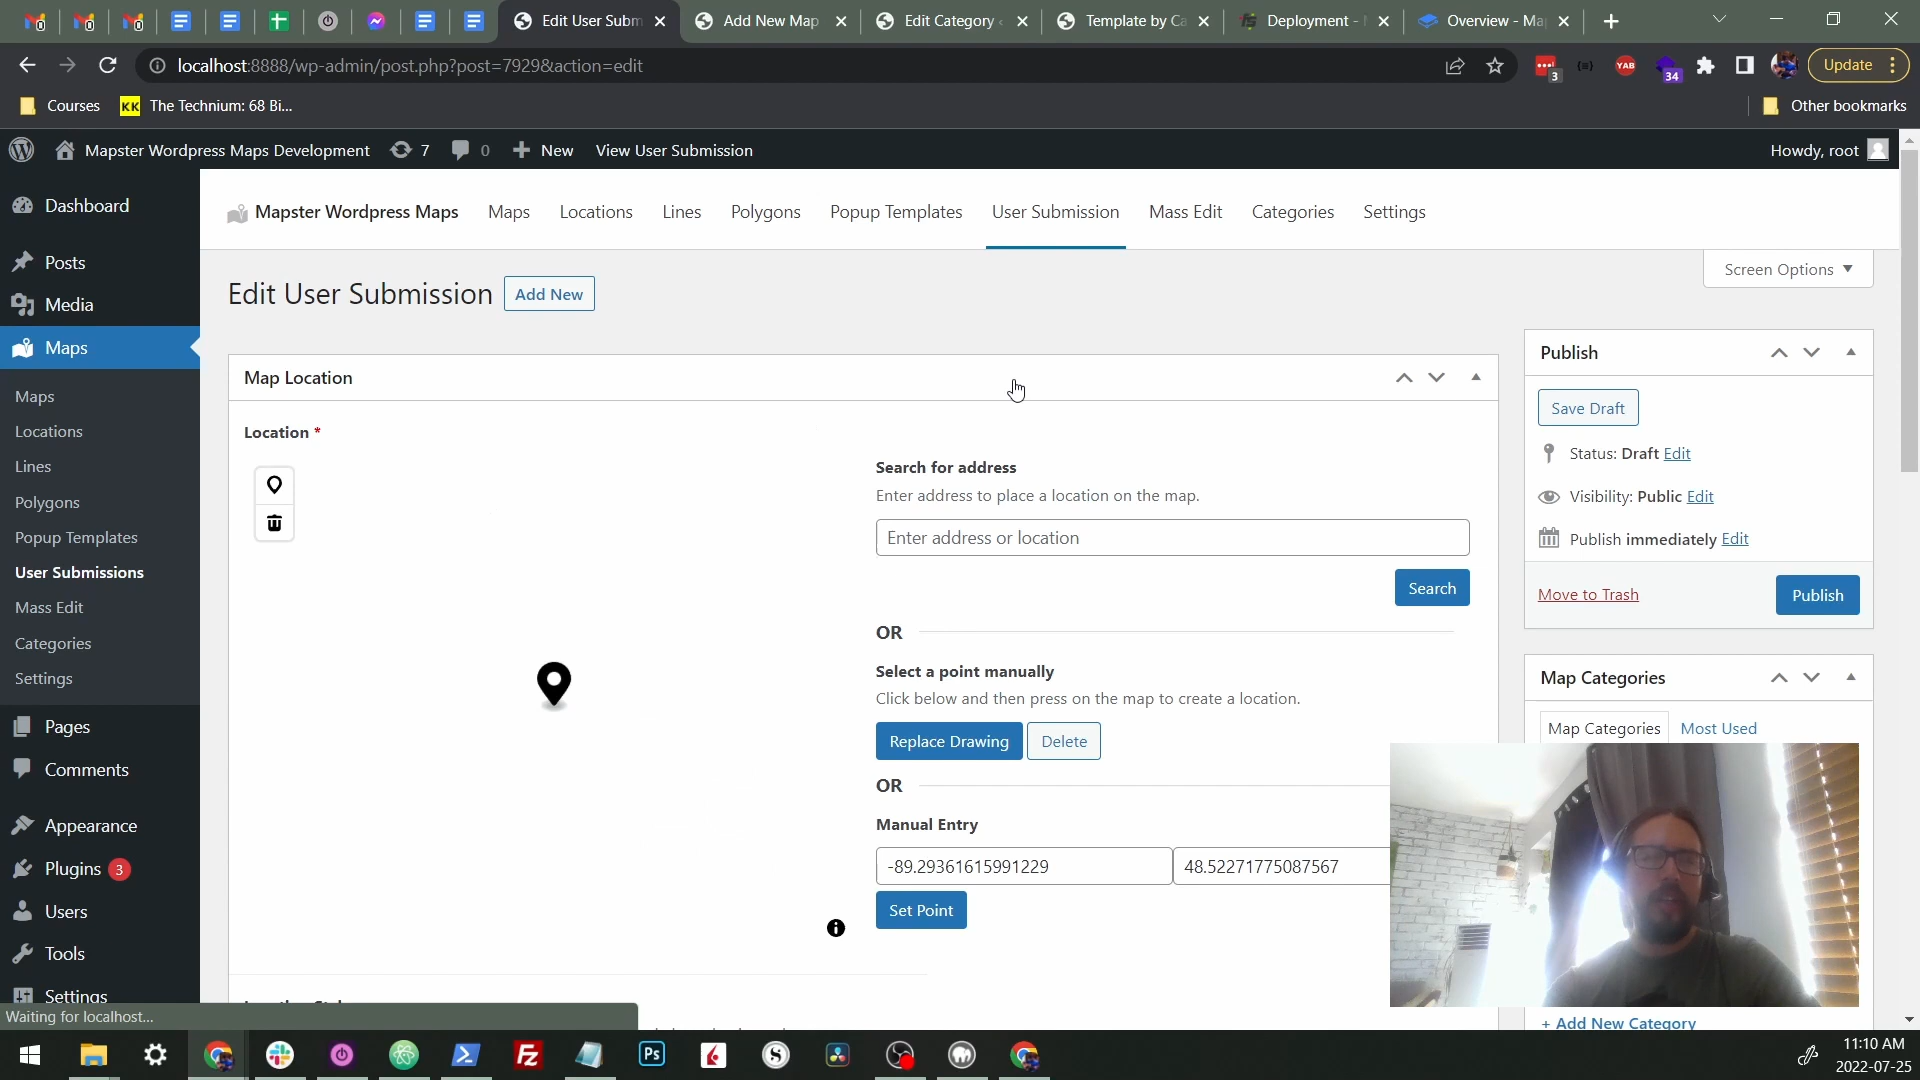 Edit User Subm
Add New Map
Edit Category
Template by Ca
Deployment -
Overview - Ma
localhost:8888/wp-admin/post.php?post=7929&action=edit
3
YAB
34
Update
Courses
KK
The Technium: 68 Bi...
Other bookmarks
Mapster Wordpress Maps Development
7
0
New
View User Submission
Howdy, root
Dashboard
Posts
Media
Maps
Maps
Locations
Lines
Polygons
Popup Templates
User Submissions
Mass Edit
Categories
Settings
Pages
Comments
Appearance
Plugins 3
Users
Tools
Settings
Mapster Wordpress Maps
Maps
Locations
Lines
Polygons
Popup Templates
User Submission
Mass Edit
Categories
Settings
Screen Options
Edit User Submission
Add New
Map Location
Location *
Search for address
Enter address to place a location on the map.
Enter address or location
Search
OR
Select a point manually
Click below and then press on the map to create a location.
Replace Drawing
Delete
OR
Manual Entry
-89.29361615991229
48.52271775087567
Set Point
Publish
Save Draft
Status: Draft Edit
Visibility: Public Edit
Publish immediately Edit
Move to Trash
Publish
Map Categories
Map Categories
Most Used
+ Add New Category
Waiting for localhost...
Fz
Ps
11:10 AM
2022-07-25